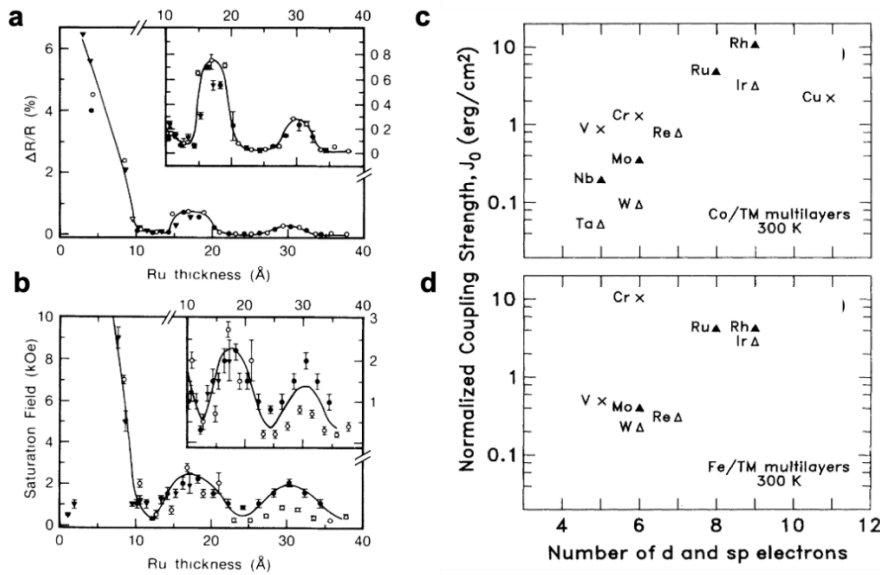 a
10 20 30 40
6
4
2
0
ΔR/R (%)
0 8
0 6
0 4
0 2
0
0 10 20 30 40
Ru thickness (Å)
b
10 20 30 40
10
8
6
4
2
0
Saturation Field (kOe)
3
2
1
0
0 10 20 30 40
Ru thickness (Å)
Normalized Coupling Strength, J0 (erg/cm2)
c
10
1
0.1
Rh
Ru
Ir
Cu
Cr
V
Re
Mo
Nb
W
Ta
Co/TM multilayers
300 K
d
10
1
0.1
Cr
Ru
Rh
Ir
V
Mo
W
Re
Fe/TM multilayers
300 K
4 6 8 10 12
Number of d and sp electrons